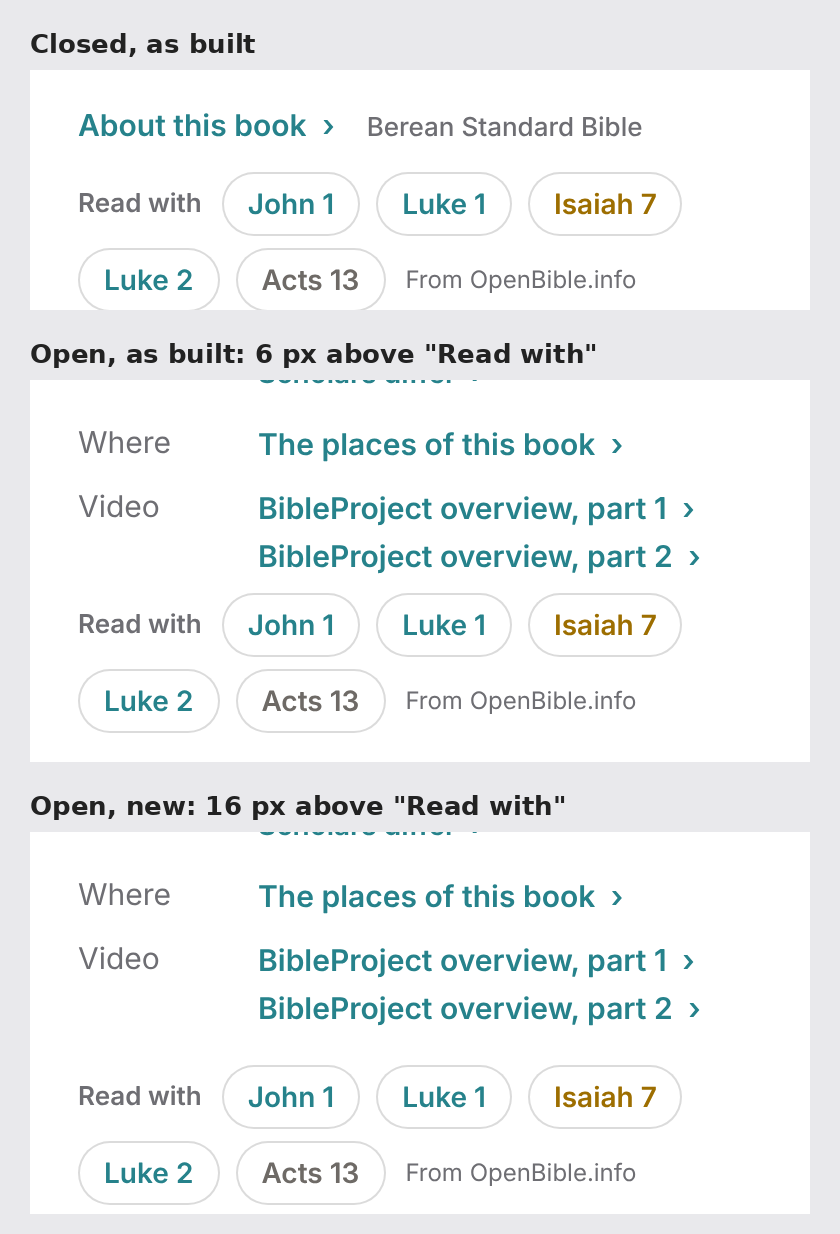 Closed, as built
About this book ›
Berean Standard Bible
Read with John 1 Luke 1 Isaiah 7
Luke 2 Acts 13 From OpenBible.info
Open, as built: 6 px above "Read with"
Scholars differ
Where The places of this book ›
Video BibleProject overview, part 1 ›
BibleProject overview, part 2 ›
Read with John 1 Luke 1 Isaiah 7
Luke 2 Acts 13 From OpenBible.info
Open, new: 16 px above "Read with"
Scholars differ
Where The places of this book ›
Video BibleProject overview, part 1 ›
BibleProject overview, part 2 ›
Read with John 1 Luke 1 Isaiah 7
Luke 2 Acts 13 From OpenBible.info